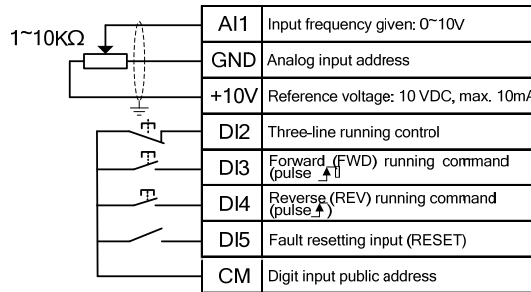 1~10KΩ
AI1 Input frequency given: 0~10V
GND Analog input address
+10V Reference voltage: 10 VDC, max. 10mA
DI2 Three-line running control
DI3 Forward (FWD) running command
(pulse
DI4 Reverse (REV) running command
(pulse )
DI5 Fault resetting input (RESET)
CM Digit input public address